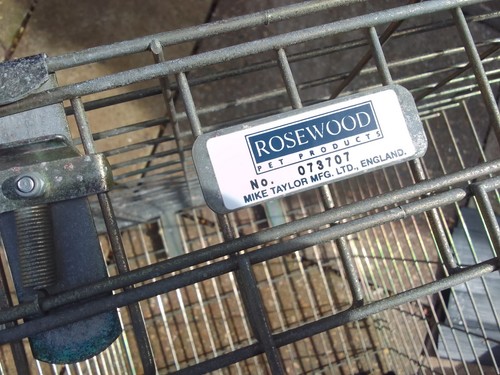 ROSEWOOD
PET PRODUCTS
No. 073707
MIKE TAYLOR MFG. LTD., ENGLAND.